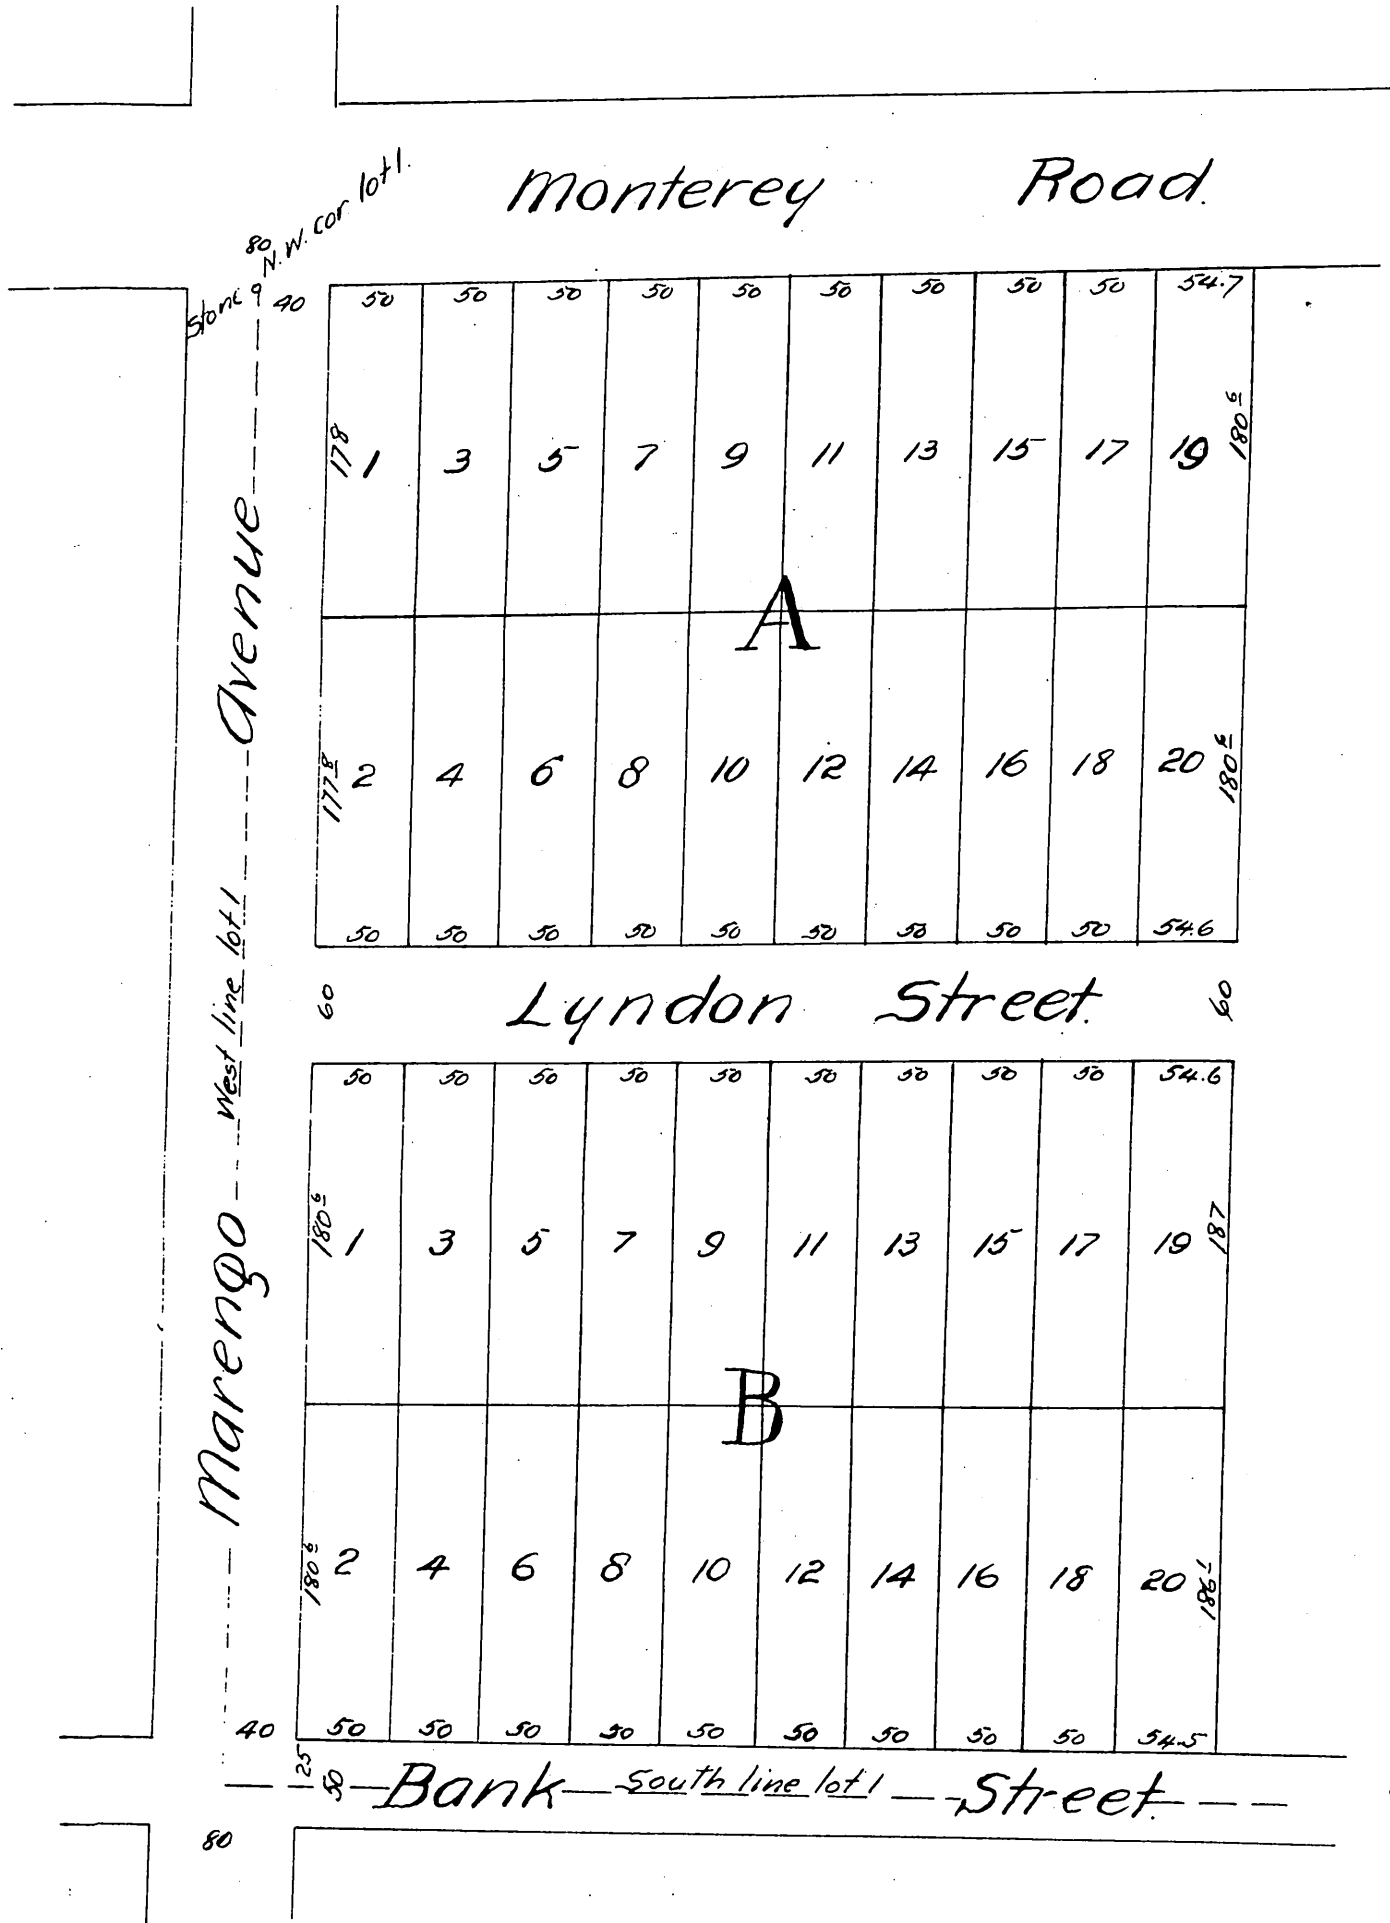 Monterey Road.
80
N.W. cor. lot 1.
Stone 40
50 50 50 50 50 50 50 50 50 54.7
178 180 6
1 3 5 7 9 11 13 15 17 19
A
177 8 180 6
2 4 6 8 10 12 14 16 18 20
50 50 50 50 50 50 50 50 50 54.6
60 Lyndon Street. 60
50 50 50 50 50 50 50 50 50 54.6
180 6 187
1 3 5 7 9 11 13 15 17 19
B
180 6 186 1
2 4 6 8 10 12 14 16 18 20
40 50 50 50 50 50 50 50 50 50 54.5
25
50 Bank South line lot 1 Street.
80
Marengo West line lot 1 Avenue